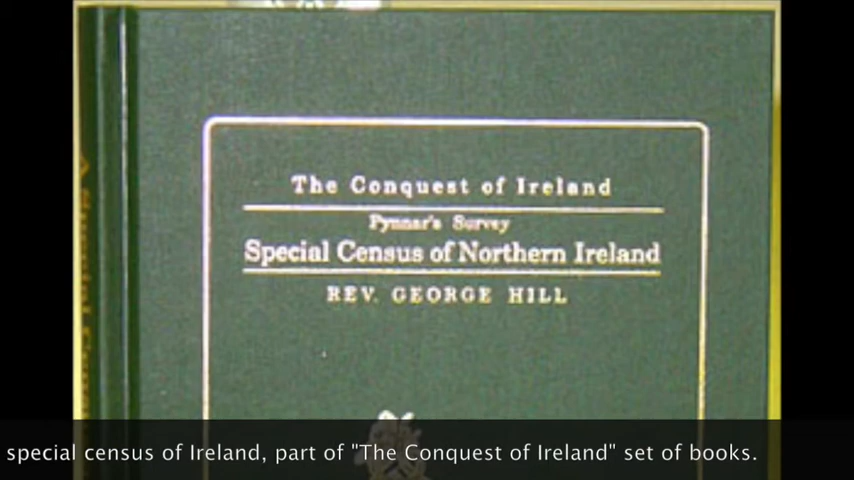 The Conquest of Ireland
Pynnar's Survey
Special Census of Northern Ireland
REV. GEORGE HILL
special census of Ireland, part of "The Conquest of Ireland" set of books.